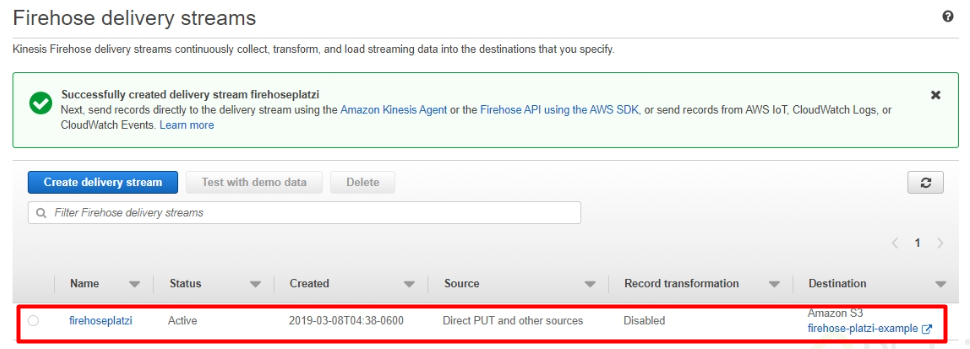 Firehose delivery streams
Kinesis Firehose delivery streams continuously collect, transform, and load streaming data into the destinations that you specify.
Successfully created delivery stream firehoseplatzi
Next, send records directly to the delivery stream using the Amazon Kinesis Agent or the Firehose API using the AWS SDK, or send records from AWS IoT, CloudWatch Logs, or
CloudWatch Events. Learn more
Create delivery stream Test with demo data Delete
Filter Firehose delivery streams
1
Name Status Created Source Record transformation Destination
firehoseplatzi Active 2019-03-08T04:38-0600 Direct PUT and other sources Disabled Amazon S3
firehose-platzi-example